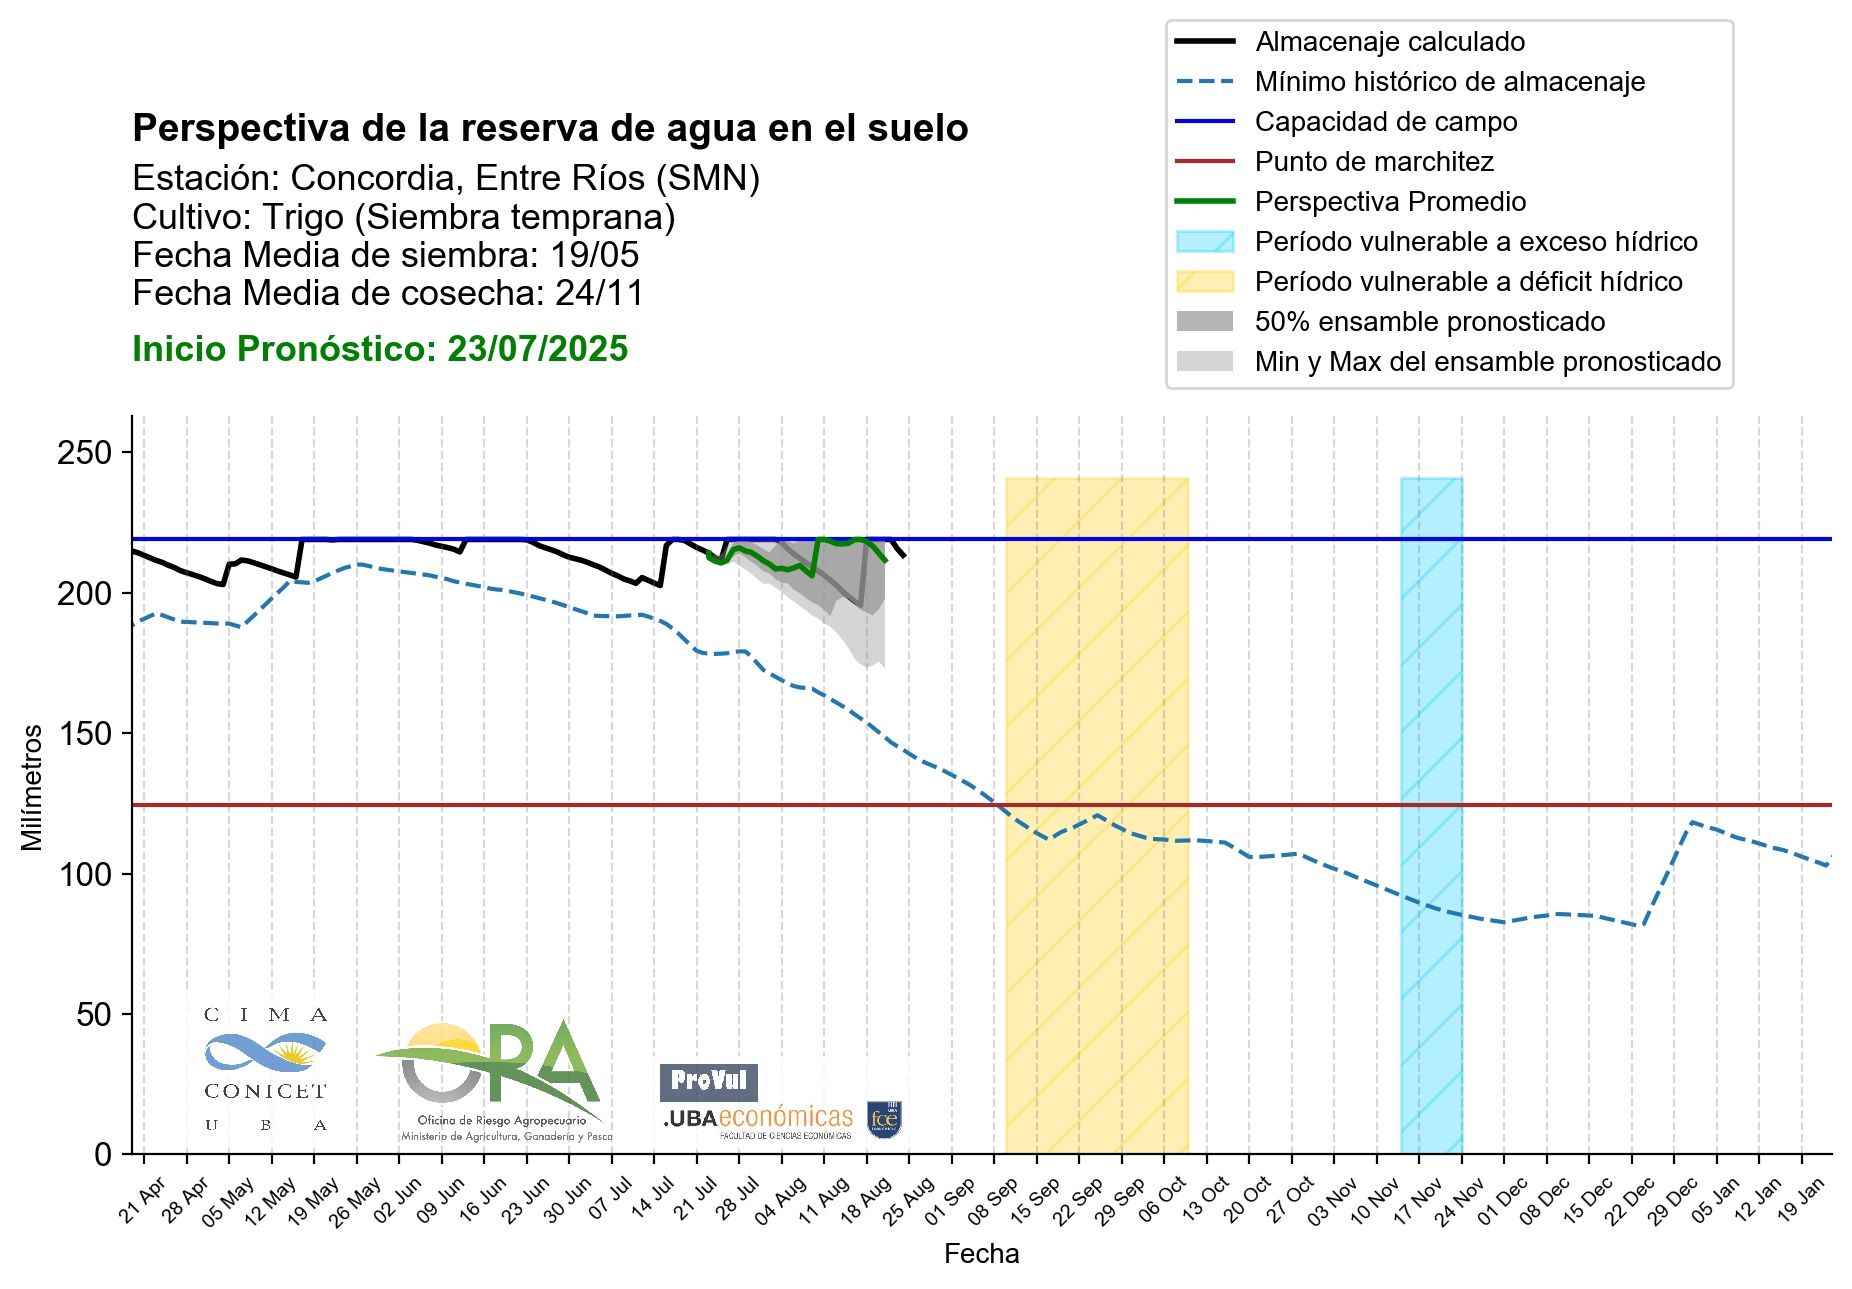 Almacenaje calculado
Mínimo histórico de almacenaje
Capacidad de campo
Punto de marchitez
Perspectiva Promedio
Período vulnerable a exceso hídrico
Período vulnerable a déficit hídrico
50% ensamble pronosticado
Min y Max del ensamble pronosticado
Perspectiva de la reserva de agua en el suelo
Estación: Concordia, Entre Ríos (SMN)
Cultivo: Trigo (Siembra temprana)
Fecha Media de siembra: 19/05
Fecha Media de cosecha: 24/11
Inicio Pronóstico: 23/07/2025
250
200
150
100
50
0
Milímetros
CIMA
CONICET
UBA
ORA
Oficina de Riesgo Agropecuario
Ministerio de Agricultura, Ganadería y Pesca
ProVul
.UBAeconómicas
FACULTAD DE CIENCIAS ECONÓMICAS
UBA
fce
21 Apr
28 Apr
05 May
12 May
19 May
26 May
02 Jun
09 Jun
16 Jun
23 Jun
30 Jun
07 Jul
14 Jul
21 Jul
28 Jul
04 Aug
11 Aug
18 Aug
25 Aug
01 Sep
08 Sep
15 Sep
22 Sep
29 Sep
06 Oct
13 Oct
20 Oct
27 Oct
03 Nov
10 Nov
17 Nov
24 Nov
01 Dec
08 Dec
15 Dec
22 Dec
29 Dec
05 Jan
12 Jan
19 Jan
Fecha